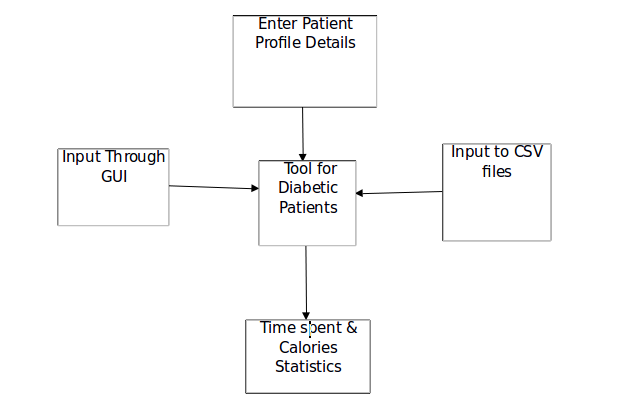 Enter Patient
Profile Details
Input Through
GUI
Tool for
Diabetic
Patients
Input to CSV
files
Time spent &
Calories
Statistics